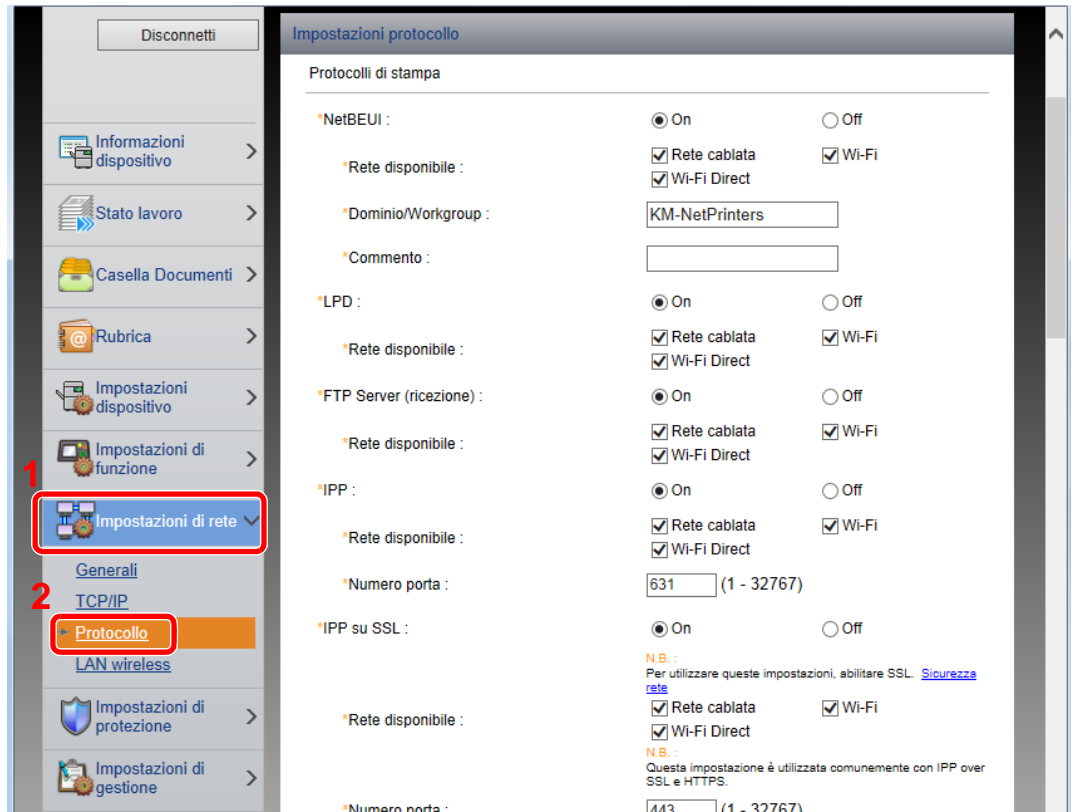 Disconnetti
Informazioni
dispositivo
Stato lavoro
Casella Documenti
Rubrica
Impostazioni
dispositivo
Impostazioni di
funzione
1
Impostazioni di rete
Generali
2
TCP/IP
Protocollo
LAN wireless
Impostazioni di
protezione
Impostazioni di
gestione
Impostazioni protocollo
Protocolli di stampa
*NetBEUI : On Off
*Rete disponibile : Rete cablata Wi-Fi
Wi-Fi Direct
*Dominio/Workgroup : KM-NetPrinters
*Commento :
*LPD : On Off
*Rete disponibile : Rete cablata Wi-Fi
Wi-Fi Direct
*FTP Server (ricezione) : On Off
*Rete disponibile : Rete cablata Wi-Fi
Wi-Fi Direct
*IPP : On Off
*Rete disponibile : Rete cablata Wi-Fi
Wi-Fi Direct
*Numero porta : 631 (1 - 32767)
*IPP su SSL : On Off
N.B. :
Per utilizzare queste impostazioni, abilitare SSL. Sicurezza
rete
*Rete disponibile : Rete cablata Wi-Fi
Wi-Fi Direct
N.B. :
Questa impostazione è utilizzata comunemente con IPP over
SSL e HTTPS.
*Numero porta : 443 (1 - 32767)